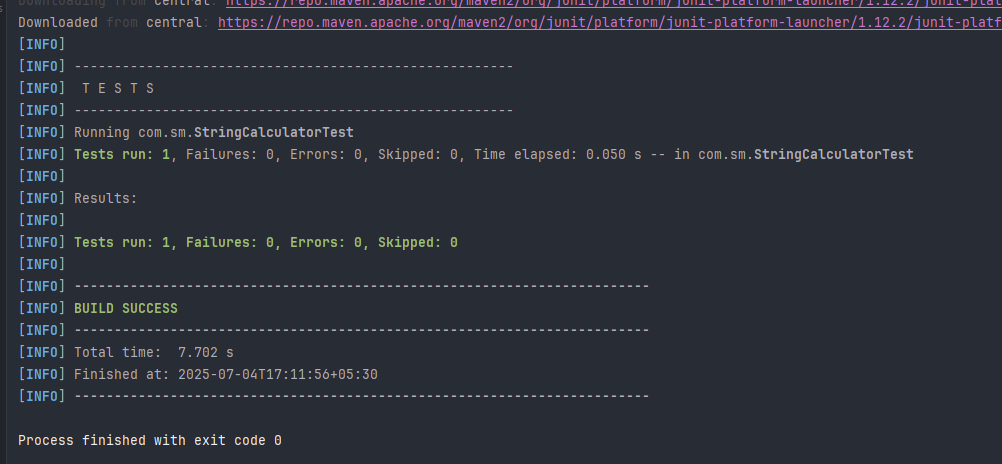 Downloading from central: https://repo.maven.apache.org/maven2/org/junit/platform/junit-platform-launcher/1.12.2/junit-plat
Downloaded from central: https://repo.maven.apache.org/maven2/org/junit/platform/junit-platform-launcher/1.12.2/junit-platf
[INFO]
[INFO] -------------------------------------------------------
[INFO]  T E S T S
[INFO] -------------------------------------------------------
[INFO] Running com.sm.StringCalculatorTest
[INFO] Tests run: 1, Failures: 0, Errors: 0, Skipped: 0, Time elapsed: 0.050 s -- in com.sm.StringCalculatorTest
[INFO]
[INFO] Results:
[INFO]
[INFO] Tests run: 1, Failures: 0, Errors: 0, Skipped: 0
[INFO]
[INFO] ------------------------------------------------------------------------
[INFO] BUILD SUCCESS
[INFO] ------------------------------------------------------------------------
[INFO] Total time:  7.702 s
[INFO] Finished at: 2025-07-04T17:11:56+05:30
[INFO] ------------------------------------------------------------------------
Process finished with exit code 0